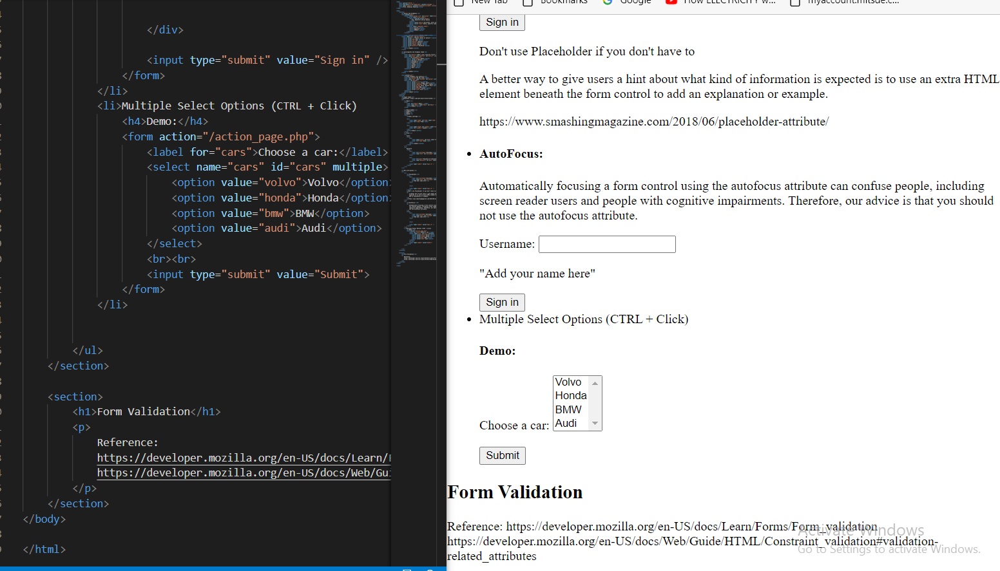 </div>
<input type="submit" value="Sign in" />
</form>
</li>
<li>Multiple Select Options (CTRL + Click)
<h4>Demo:</h4>
<form action="/action_page.php">
<label for="cars">Choose a car:</label>
<select name="cars" id="cars" multiple>
<option value="volvo">Volvo</option>
<option value="honda">Honda</option>
<option value="bmw">BMW</option>
<option value="audi">Audi</option>
</select>
<br><br>
<input type="submit" value="Submit">
</form>
</li>
</ul>
</section>
<section>
<h1>Form Validation</h1>
<p>
Reference:
https://developer.mozilla.org/en-US/docs/Learn/F
https://developer.mozilla.org/en-US/docs/Web/Gui
</p>
</section>
</body>
</html>
New Tab Bookmarks Google How ELECTRICITY w... myaccount.mitsde.c...
Sign in
Don't use Placeholder if you don't have to
A better way to give users a hint about what kind of information is expected is to use an extra HTML
element beneath the form control to add an explanation or example.
https://www.smashingmagazine.com/2018/06/placeholder-attribute/
• AutoFocus:
Automatically focusing a form control using the autofocus attribute can confuse people, including
screen reader users and people with cognitive impairments. Therefore, our advice is that you should
not use the autofocus attribute.
Username:
"Add your name here"
Sign in
• Multiple Select Options (CTRL + Click)
Demo:
Volvo
Honda
BMW
Audi
Choose a car:
Submit
Form Validation
Reference: https://developer.mozilla.org/en-US/docs/Learn/Forms/Form_validation
https://developer.mozilla.org/en-US/docs/Web/Guide/HTML/Constraint_validation#validation-
related_attributes
Activate Windows
Go to Settings to activate Windows.